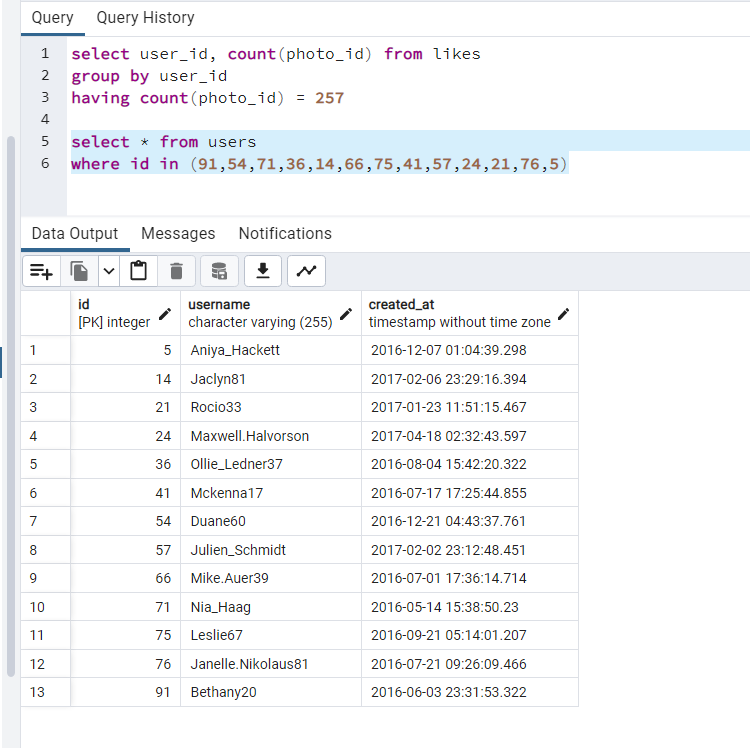 Query Query History
1 select user_id, count(photo_id) from likes
2 group by user_id
3 having count(photo_id) = 257
4
5 select * from users
6 where id in (91,54,71,36,14,66,75,41,57,24,21,76,5)
Data Output Messages Notifications
id username created_at
[PK] integer character varying (255) timestamp without time zone
1 5 Aniya_Hackett 2016-12-07 01:04:39.298
2 14 Jaclyn81 2017-02-06 23:29:16.394
3 21 Rocio33 2017-01-23 11:51:15.467
4 24 Maxwell.Halvorson 2017-04-18 02:32:43.597
5 36 Ollie_Ledner37 2016-08-04 15:42:20.322
6 41 Mckenna17 2016-07-17 17:25:44.855
7 54 Duane60 2016-12-21 04:43:37.761
8 57 Julien_Schmidt 2017-02-02 23:12:48.451
9 66 Mike.Auer39 2016-07-01 17:36:14.714
10 71 Nia_Haag 2016-05-14 15:38:50.23
11 75 Leslie67 2016-09-21 05:14:01.207
12 76 Janelle.Nikolaus81 2016-07-21 09:26:09.466
13 91 Bethany20 2016-06-03 23:31:53.322